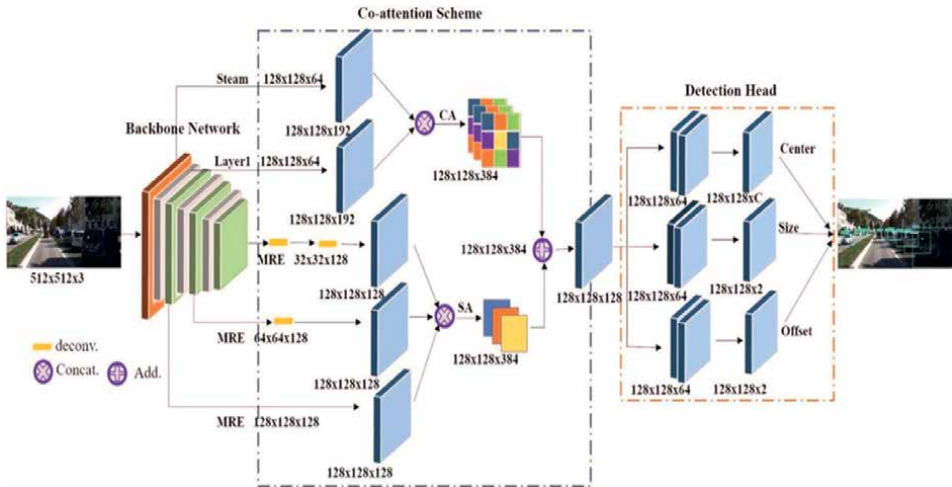 Co-attention Scheme
Steam 128x128x64
128x128x192
Backbone Network
Layer1 128x128x64
128x128x192
CA
128x128x384
512x512x3
MRE 32x32x128
128x128x128
MRE 64x64x128
128x128x128
MRE 128x128x128
128x128x128
SA
128x128x384
128x128x384
128x128x128
deconv.
Concat. Add.
Detection Head
Center
128x128x64 128x128xC
Size
128x128x64 128x128x2
Offset
128x128x64 128x128x2